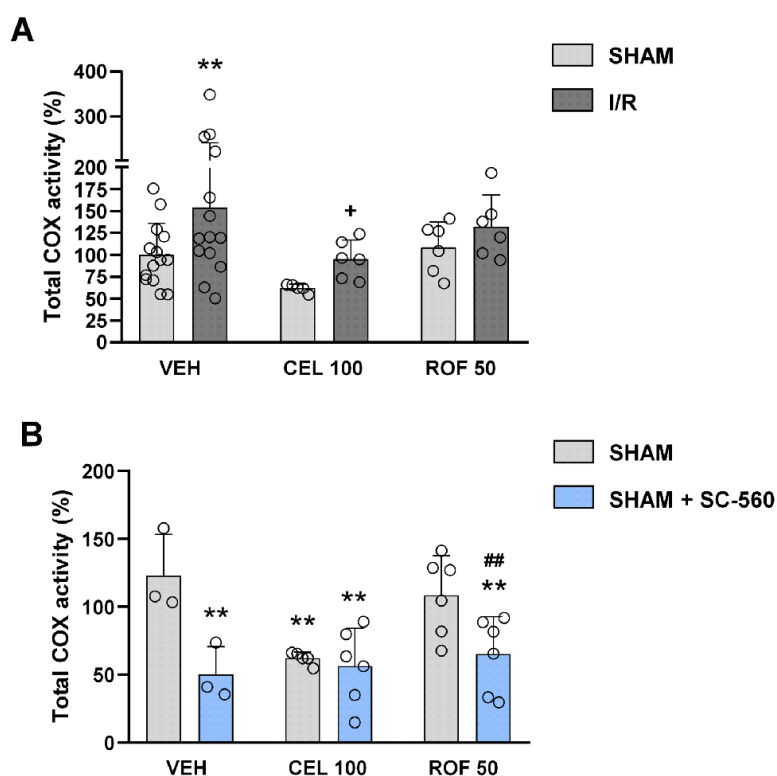 A
SHAM
I/R
Total COX activity (%)
400
300
200
175
150
125
100
75
50
25
0
**
+
VEH
CEL 100
ROF 50
B
SHAM
SHAM + SC-560
Total COX activity (%)
200
150
100
50
0
**
**
**
##
**
VEH
CEL 100
ROF 50